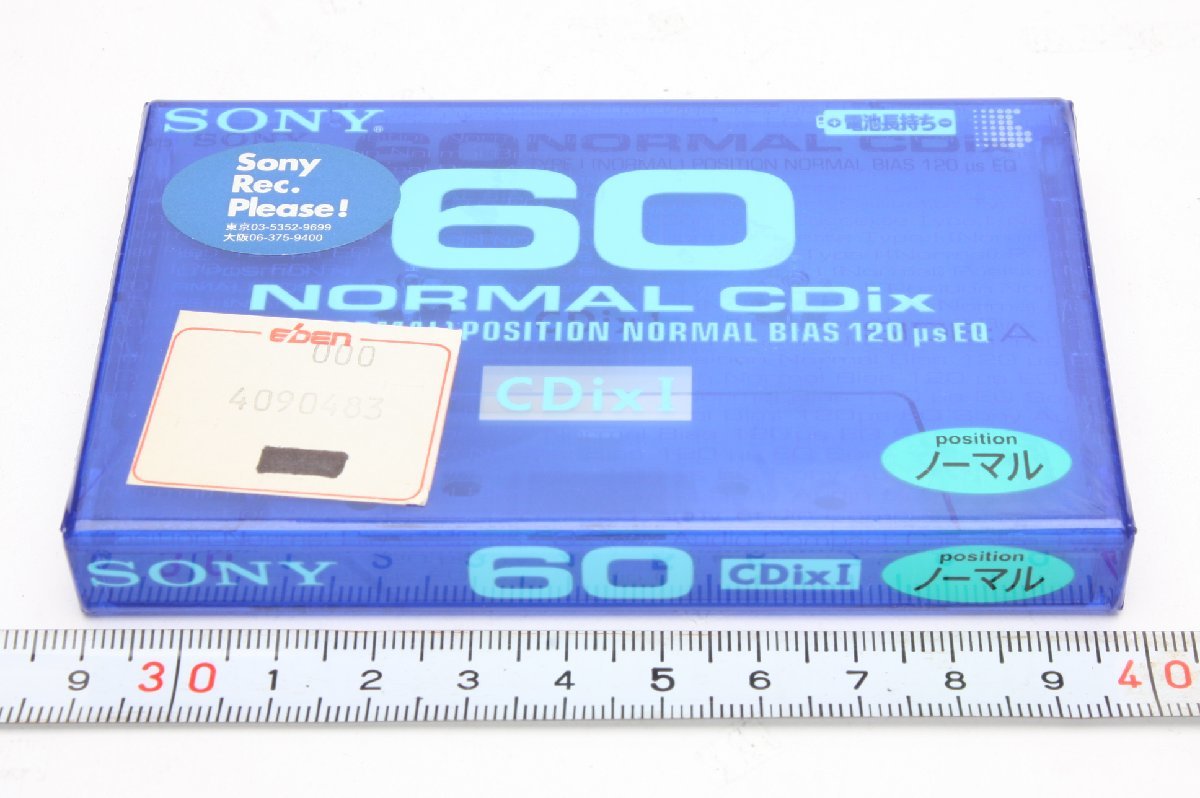 SONY®
電池長持ち
Sony
Rec.
Please!
東京03-5352-9699
大阪06-375-9400
60
NORMAL CDix
POSITION NORMAL BIAS 120 µs EQ
eben
000
4090483
CDixI
position
ノーマル
SONY 60 CDixI
position
ノーマル
9 30 1 2 3 4 5 6 7 8 9 40